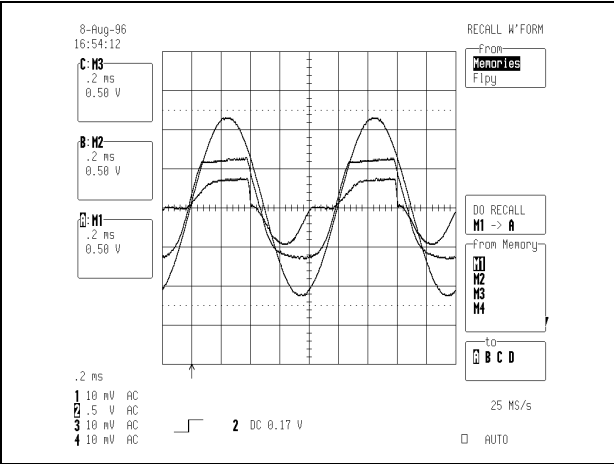 8-Aug-96
16:54:12
C: M3
.2 ms
0.50 V
B: M2
.2 ms
0.50 V
A: M1
.2 ms
0.50 V
.2 ms
1 10 mV AC
2 .5 V AC
3 10 mV AC
4 10 mV AC
2 DC 0.17 V
RECALL W'FORM
from
Memories
Flpy
DO RECALL
M1 -> A
from Memory
M1
M2
M3
M4
to
A B C D
25 MS/s
AUTO